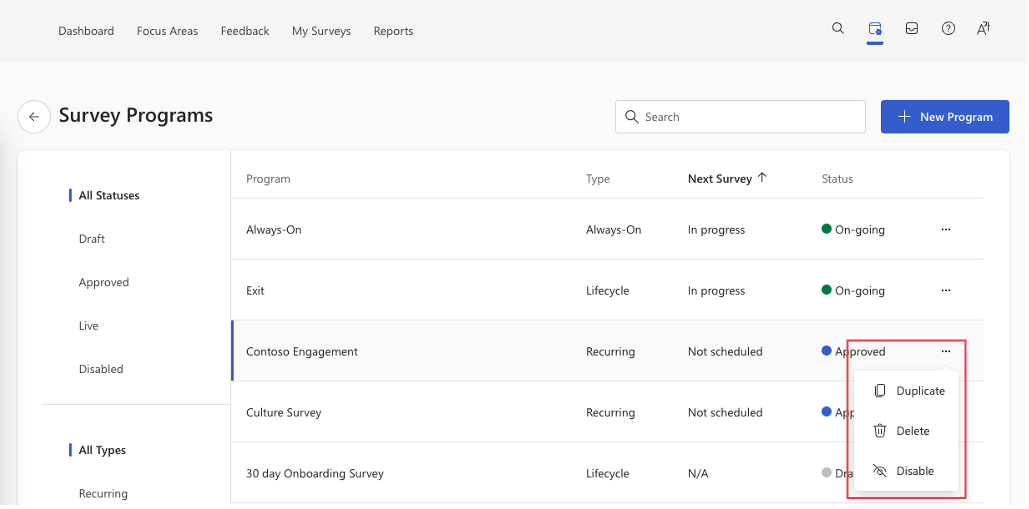 Dashboard Focus Areas Feedback My Surveys Reports
Survey Programs
Search
New Program
All Statuses
Draft
Approved
Live
Disabled
All Types
Recurring
Program Type Next Survey Status
Always-On Always-On In progress On-going
Exit Lifecycle In progress On-going
Contoso Engagement Recurring Not scheduled Approved
Culture Survey Recurring Not scheduled
30 day Onboarding Survey Lifecycle N/A
Duplicate
Delete
Disable